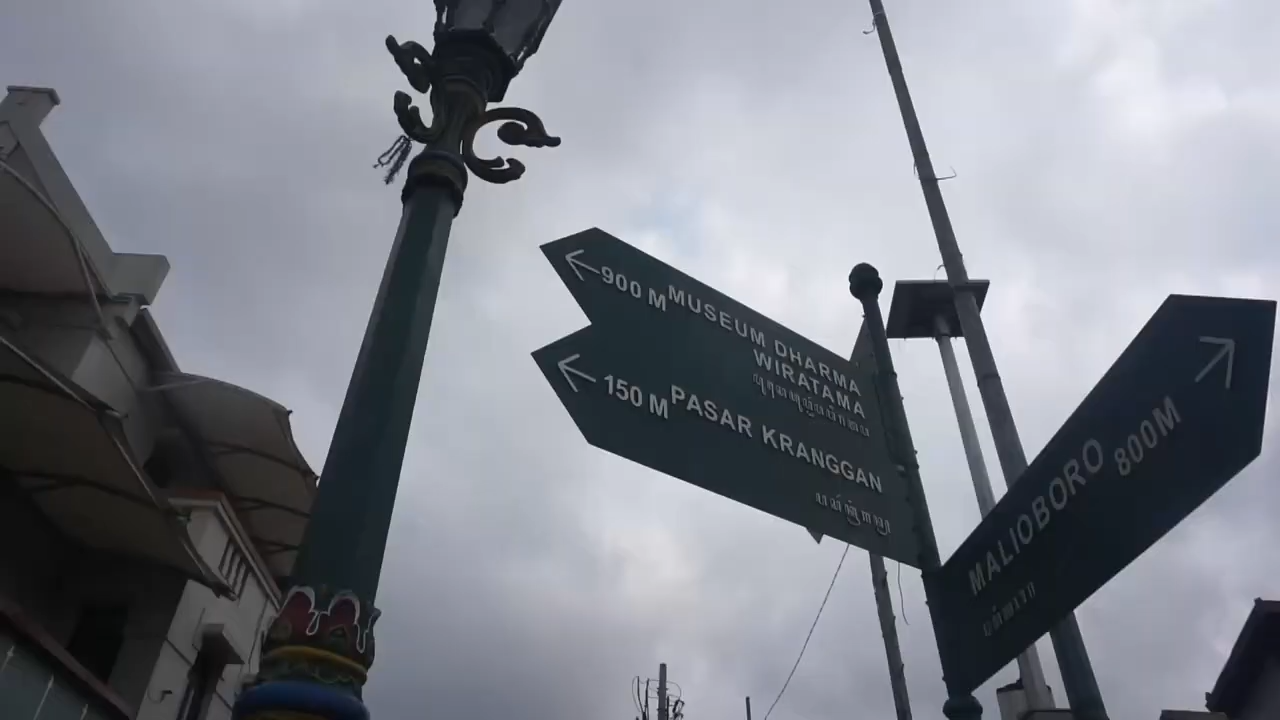 900 M MUSEUM DHARMA
WIRATAMA
150 M PASAR KRANGGAN
MALIOBORO 800M